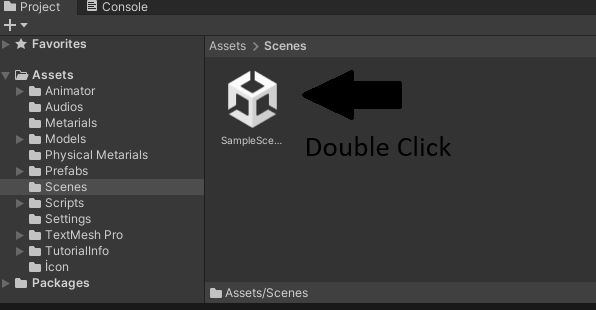 Project
Console
Favorites
Assets > Scenes
Assets
Animator
Audios
Metarials
Models
Physical Metarials
Prefabs
Scenes
Scripts
Settings
TextMesh Pro
TutorialInfo
İcon
Packages
SampleSce...
Double Click
Assets/Scenes